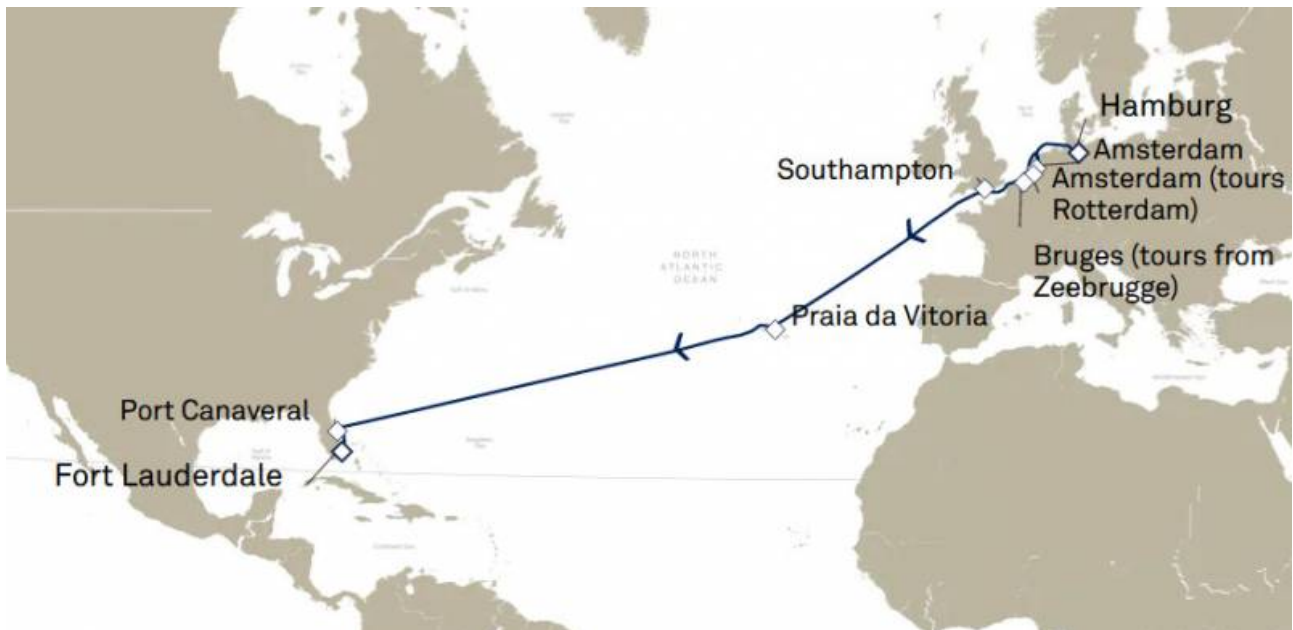 Hamburg
Amsterdam
Southampton
Amsterdam (tours
Rotterdam)
NORTH
ATLANTIC
OCEAN
Bruges (tours from
Zeebrugge)
Praia da Vitoria
Port Canaveral
Fort Lauderdale